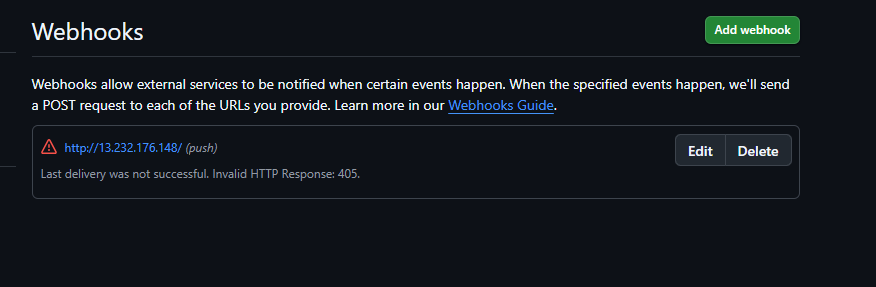 Webhooks
Add webhook
Webhooks allow external services to be notified when certain events happen. When the specified events happen, we'll send
a POST request to each of the URLs you provide. Learn more in our Webhooks Guide.
http://13.232.176.148/ (push)
Edit
Delete
Last delivery was not successful. Invalid HTTP Response: 405.